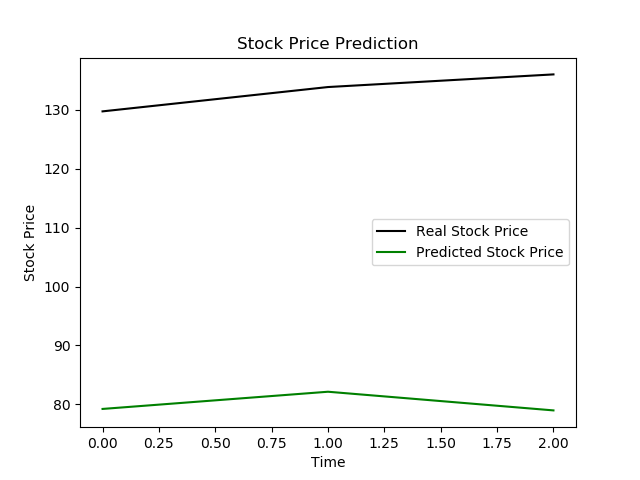 Stock Price Prediction
Stock Price
130
120
110
100
90
80
Real Stock Price
Predicted Stock Price
0.00 0.25 0.50 0.75 1.00 1.25 1.50 1.75 2.00
Time